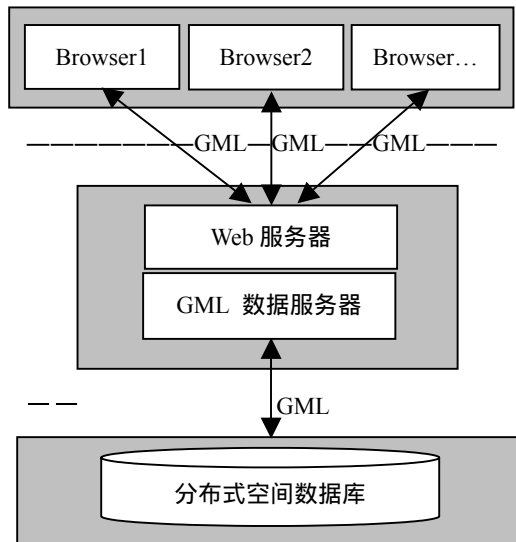 Browser1 Browser2 Browser…
GML GML GML
Web 服务器
GML 数据服务器
GML
分布式空间数据库